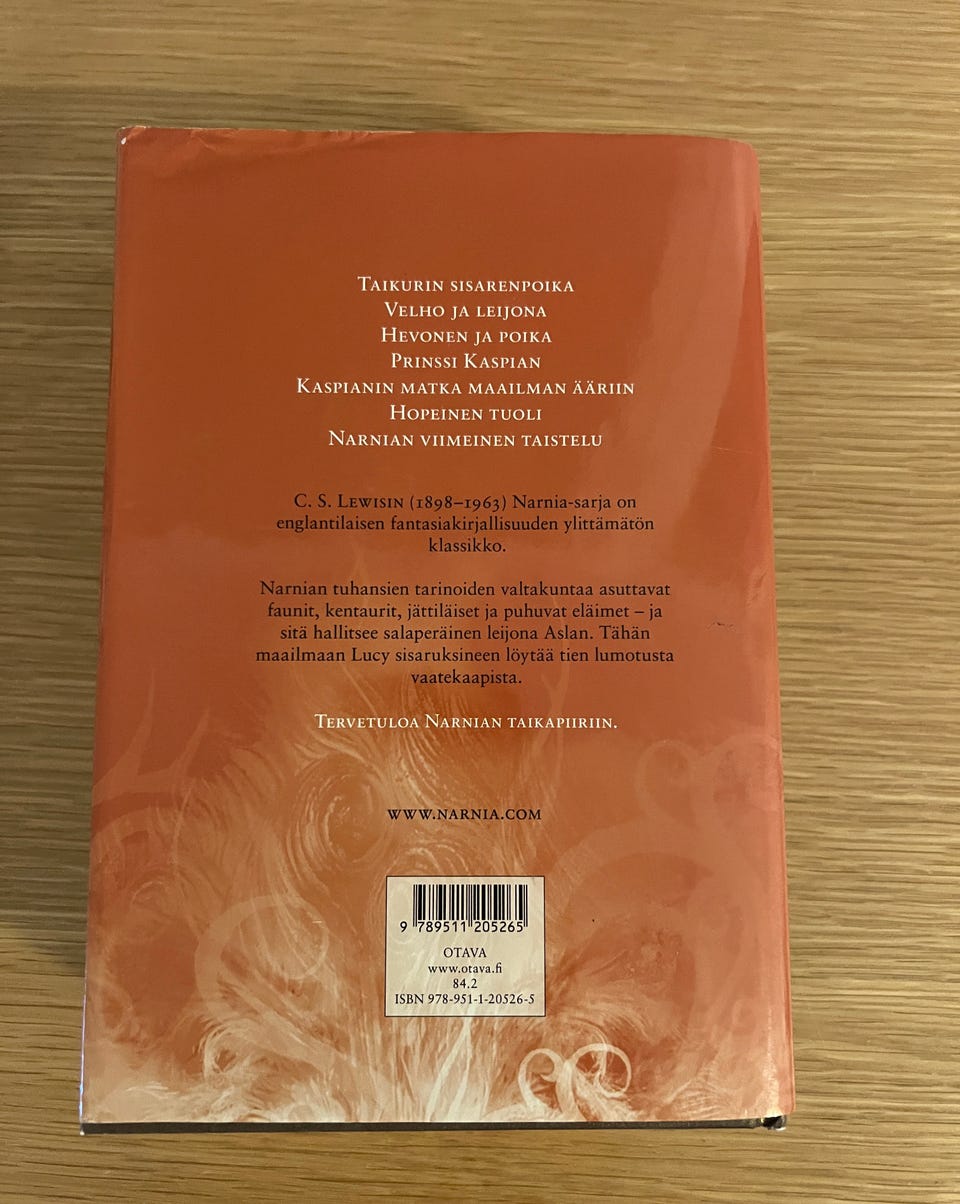 Taikurin sisarenpoika
Velho ja leijona
Hevonen ja poika
Prinssi Kaspian
Kaspianin matka maailman ääriin
Hopeinen tuoli
Narnian viimeinen taistelu
C. S. Lewisin (1898–1963) Narnia-sarja on
englantilaisen fantasiakirjallisuuden ylittämätön
klassikko.
Narnian tuhansien tarinoiden valtakuntaa asuttavat
faunit, kentaurit, jättiläiset ja puhuvat eläimet – ja
sitä hallitsee salaperäinen leijona Aslan. Tähän
maailmaan Lucy sisaruksineen löytää tien lumotusta
vaatekaapista.
Tervetuloa Narnian taikapiiriin.
www.narnia.com
9 789511 205265
OTAVA
www.otava.fi
84.2
ISBN 978-951-1-20526-5